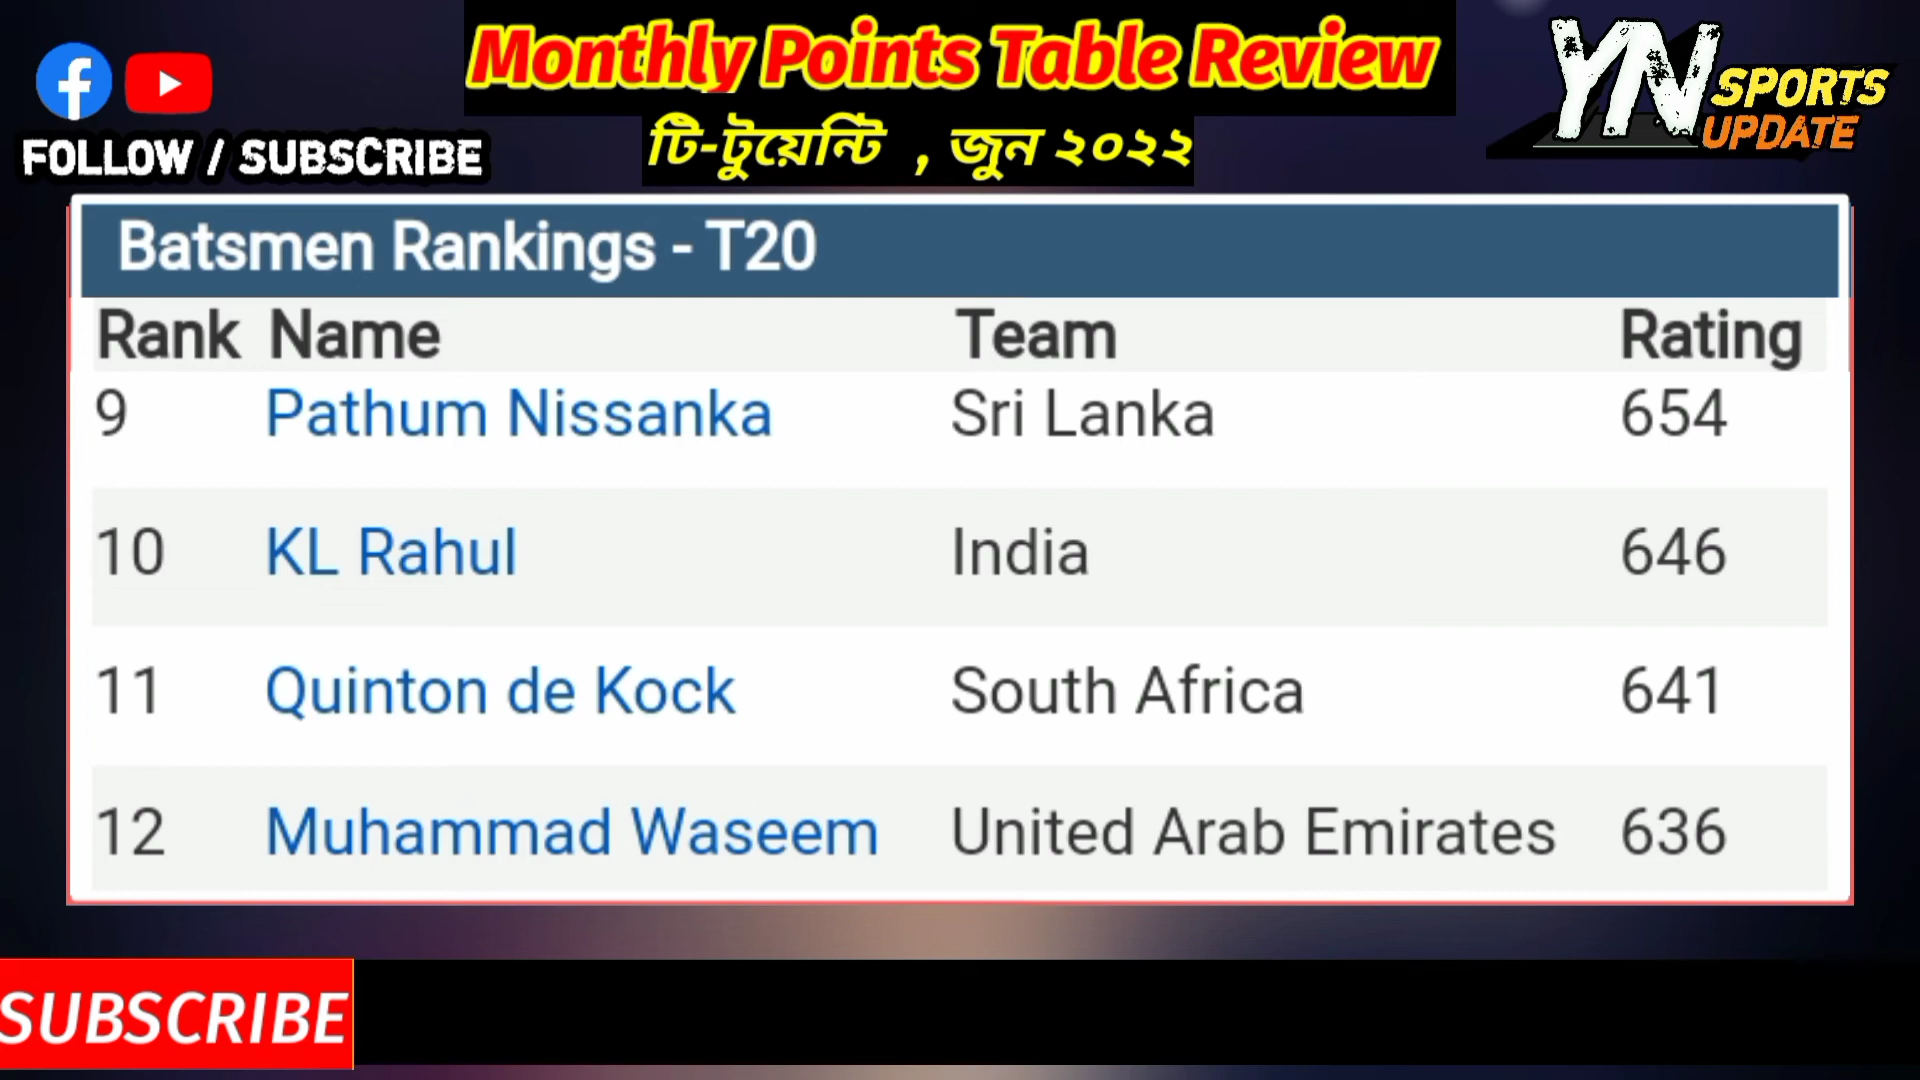 Monthly Points Table Review
টি-টুয়েন্টি , জুন ২০২২
FOLLOW / SUBSCRIBE
YN SPORTS UPDATE
Batsmen Rankings - T20
Rank Name Team Rating
9 Pathum Nissanka Sri Lanka 654
10 KL Rahul India 646
11 Quinton de Kock South Africa 641
12 Muhammad Waseem United Arab Emirates 636
SUBSCRIBE